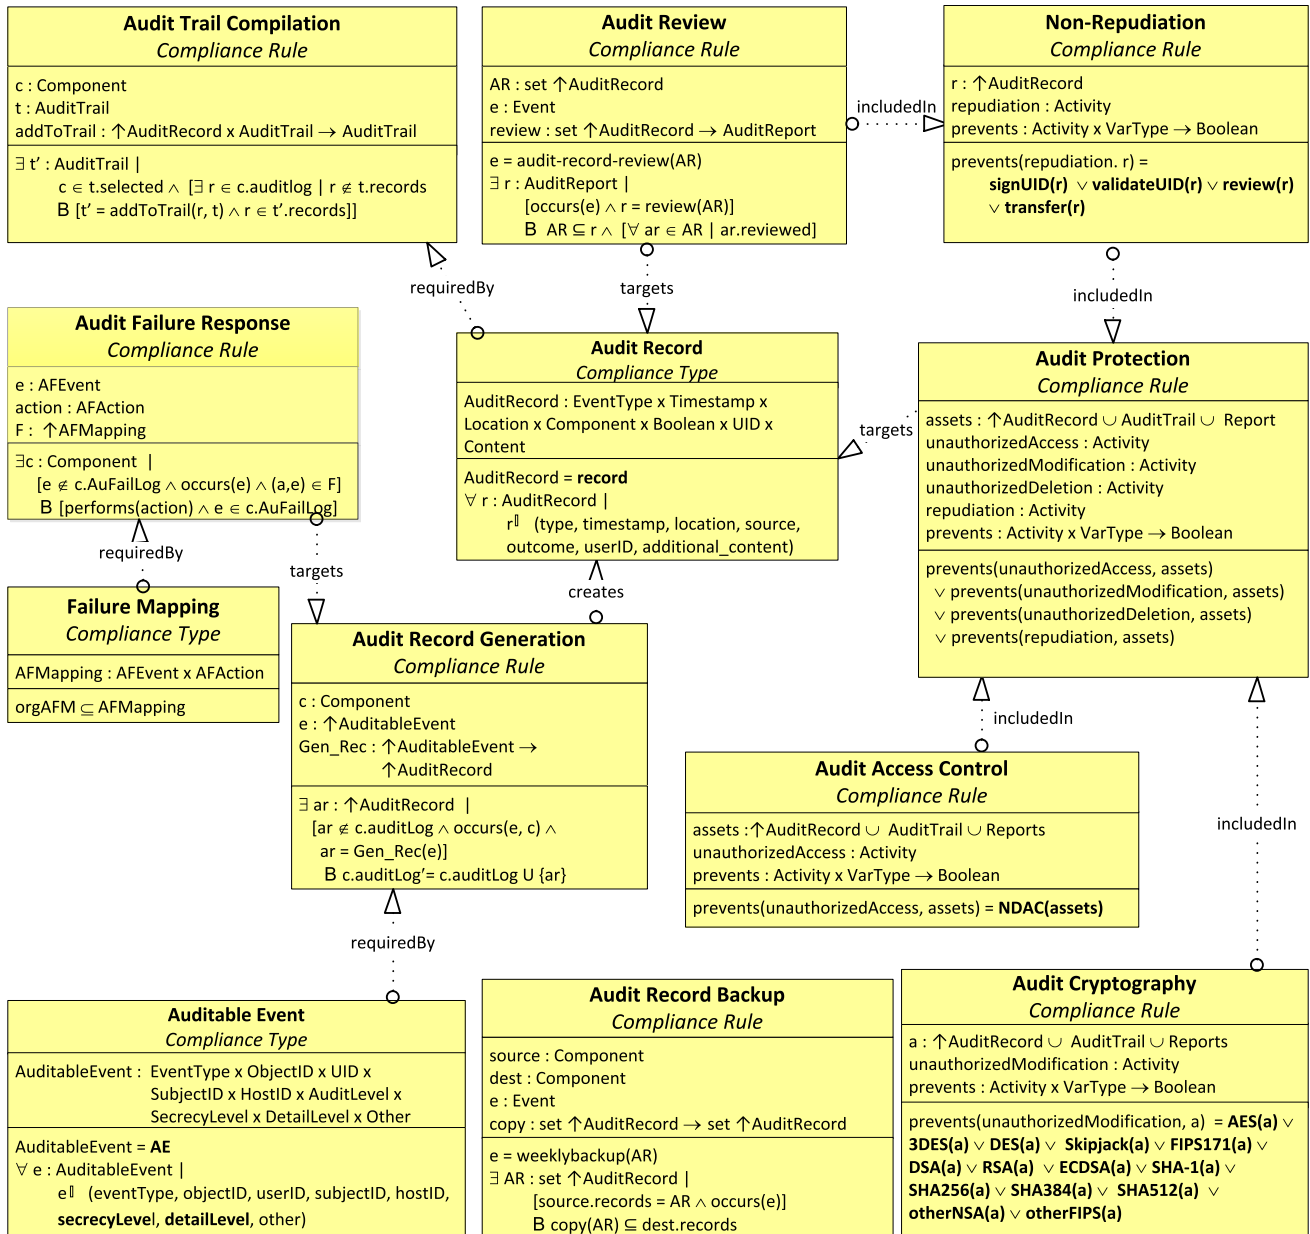 Audit Trail Compilation
Compliance Rule
c : Component
t : AuditTrail
addToTrail : ↑AuditRecord x AuditTrail → AuditTrail
∃ t’ : AuditTrail |
c ∈ t.selected ∧ [∃ r ∈ c.auditlog | r ∉ t.records
B [t’ = addToTrail(r, t) ∧ r ∈ t’.records]]
Audit Review
Compliance Rule
AR : set ↑AuditRecord
e : Event
review : set ↑AuditRecord → AuditReport
e = audit-record-review(AR)
∃ r : AuditReport |
[occurs(e) ∧ r = review(AR)]
B AR ⊆ r ∧ [∀ ar ∈ AR | ar.reviewed]
includedIn
Non-Repudiation
Compliance Rule
r : ↑AuditRecord
repudiation : Activity
prevents : Activity x VarType → Boolean
prevents(repudiation. r) =
signUID(r) ∨ validateUID(r) ∨ review(r)
∨ transfer(r)
requiredBy
targets
includedIn
Audit Failure Response
Compliance Rule
e : AFEvent
action : AFAction
F : ↑AFMapping
∃c : Component |
[e ∉ c.AuFailLog ∧ occurs(e) ∧ (a,e) ∈ F]
B [performs(action) ∧ e ∈ c.AuFailLog]
Audit Record
Compliance Type
AuditRecord : EventType x Timestamp x
Location x Component x Boolean x UID x
Content
AuditRecord = record
∀ r : AuditRecord |
r▯ (type, timestamp, location, source,
outcome, userID, additional_content)
targets
Audit Protection
Compliance Rule
assets : ↑AuditRecord ∪ AuditTrail ∪ Report
unauthorizedAccess : Activity
unauthorizedModification : Activity
unauthorizedDeletion : Activity
repudiation : Activity
prevents : Activity x VarType → Boolean
prevents(unauthorizedAccess, assets)
∨ prevents(unauthorizedModification, assets)
∨ prevents(unauthorizedDeletion, assets)
∨ prevents(repudiation, assets)
requiredBy
targets
creates
Failure Mapping
Compliance Type
AFMapping : AFEvent x AFAction
orgAFM ⊆ AFMapping
Audit Record Generation
Compliance Rule
c : Component
e : ↑AuditableEvent
Gen_Rec : ↑AuditableEvent →
↑AuditRecord
∃ ar : ↑AuditRecord |
[ar ∉ c.auditLog ∧ occurs(e, c) ∧
ar = Gen_Rec(e)]
B c.auditLog’= c.auditLog U {ar}
includedIn
Audit Access Control
Compliance Rule
assets :↑AuditRecord ∪ AuditTrail ∪ Reports
unauthorizedAccess : Activity
prevents : Activity x VarType → Boolean
prevents(unauthorizedAccess, assets) = NDAC(assets)
includedIn
requiredBy
Auditable Event
Compliance Type
AuditableEvent : EventType x ObjectID x UID x
SubjectID x HostID x AuditLevel x
SecrecyLevel x DetailLevel x Other
AuditableEvent = AE
∀ e : AuditableEvent |
e▯ (eventType, objectID, userID, subjectID, hostID,
secrecyLevel, detailLevel, other)
Audit Record Backup
Compliance Rule
source : Component
dest : Component
e : Event
copy : set ↑AuditRecord → set ↑AuditRecord
e = weeklybackup(AR)
∃ AR : set ↑AuditRecord |
[source.records = AR ∧ occurs(e)]
B copy(AR) ⊆ dest.records
Audit Cryptography
Compliance Rule
a : ↑AuditRecord ∪ AuditTrail ∪ Reports
unauthorizedModification : Activity
prevents : Activity x VarType → Boolean
prevents(unauthorizedModification, a) = AES(a) ∨
3DES(a) ∨ DES(a) ∨ Skipjack(a) ∨ FIPS171(a) ∨
DSA(a) ∨ RSA(a) ∨ ECDSA(a) ∨ SHA-1(a) ∨
SHA256(a) ∨ SHA384(a) ∨ SHA512(a) ∨
otherNSA(a) ∨ otherFIPS(a)